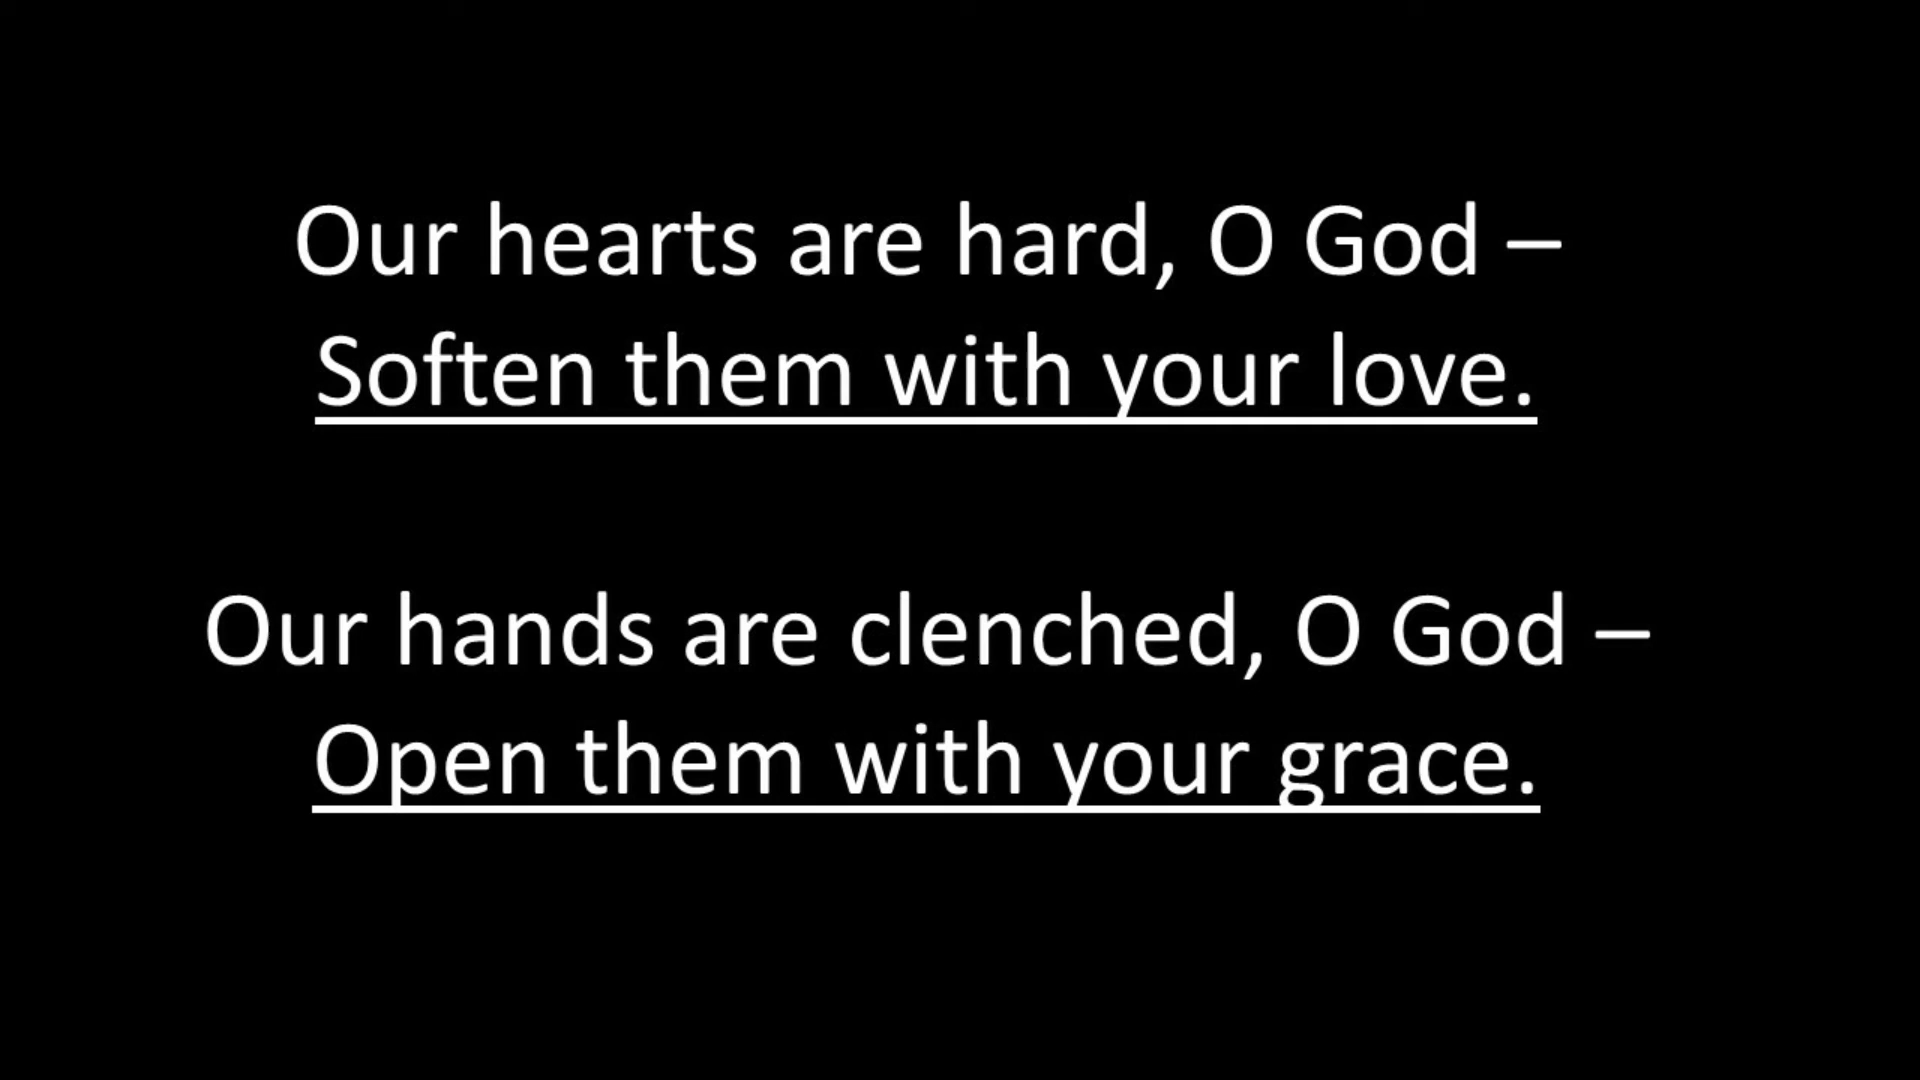 Our hearts are hard, O God –
Soften them with your love.
Our hands are clenched, O God –
Open them with your grace.